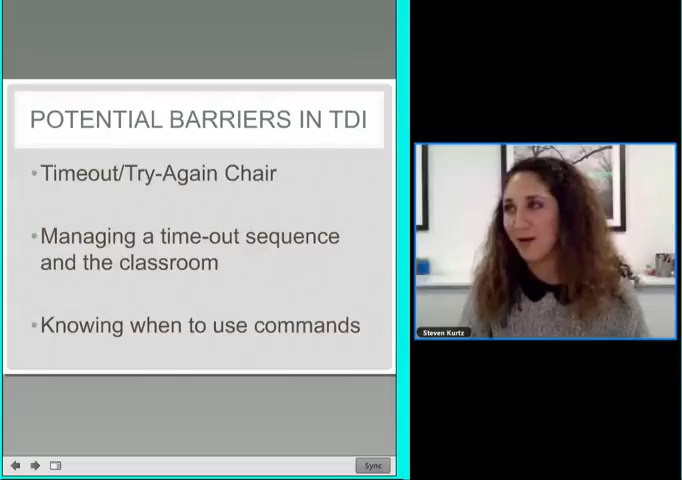 POTENTIAL BARRIERS IN TDI
•Timeout/Try-Again Chair
•Managing a time-out sequence
and the classroom
•Knowing when to use commands
Steven Kurtz
Sync